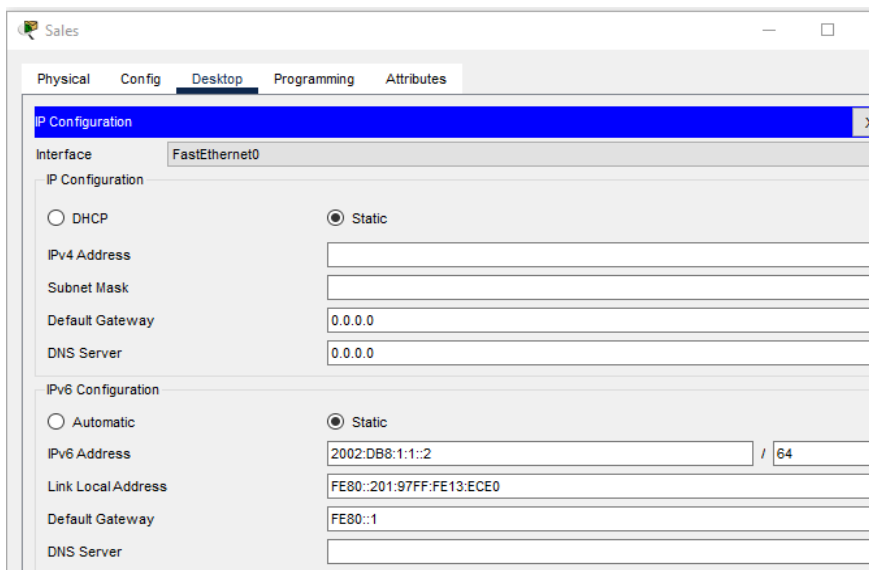 Sales
Physical Config Desktop Programming Attributes
IP Configuration X
Interface FastEthernet0
IP Configuration
DHCP Static
IPv4 Address
Subnet Mask
Default Gateway 0.0.0.0
DNS Server 0.0.0.0
IPv6 Configuration
Automatic Static
IPv6 Address 2002:DB8:1:1::2 / 64
Link Local Address FE80::201:97FF:FE13:ECE0
Default Gateway FE80::1
DNS Server